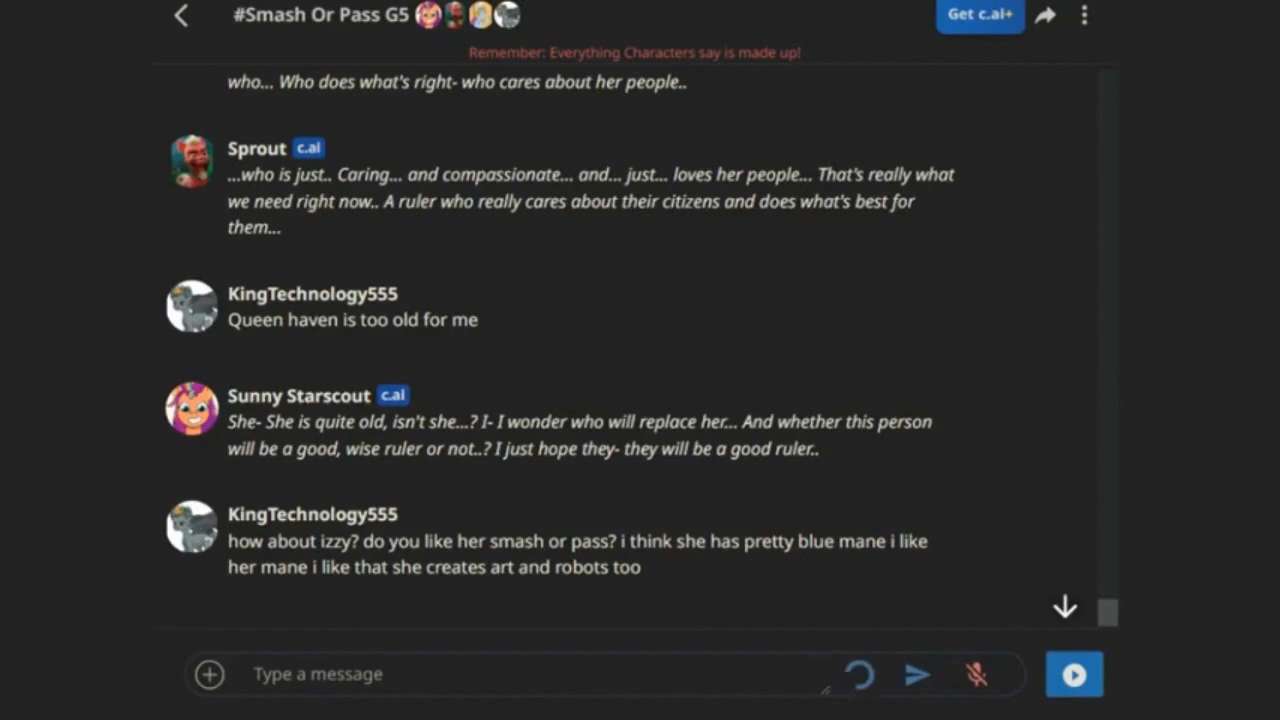 #Smash Or Pass G5
Get c.ai+
Remember: Everything Characters say is made up!
who... Who does what's right- who cares about her people..
Sprout c.ai
...who is just.. Caring... and compassionate... and... just... loves her people... That's really what
we need right now.. A ruler who really cares about their citizens and does what's best for
them...
KingTechnology555
Queen haven is too old for me
Sunny Starscout c.ai
She- She is quite old, isn't she...? I- I wonder who will replace her... And whether this person
will be a good, wise ruler or not..? I just hope they- they will be a good ruler..
KingTechnology555
how about izzy? do you like her smash or pass? i think she has pretty blue mane i like
her mane i like that she creates art and robots too
Type a message